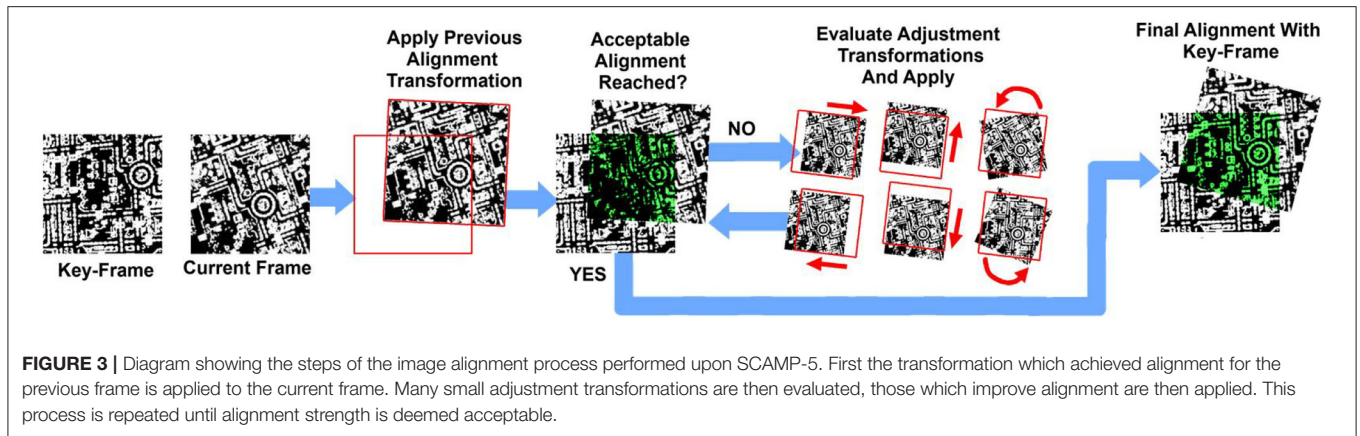 Apply Previous
Alignment
Transformation
Acceptable
Alignment
Reached?
Evaluate Adjustment
Transformations
And Apply
Final Alignment With
Key-Frame
NO
Key-Frame
Current Frame
YES
FIGURE 3 | Diagram showing the steps of the image alignment process performed upon SCAMP-5. First the transformation which achieved alignment for the
previous frame is applied to the current frame. Many small adjustment transformations are then evaluated, those which improve alignment are then applied. This
process is repeated until alignment strength is deemed acceptable.